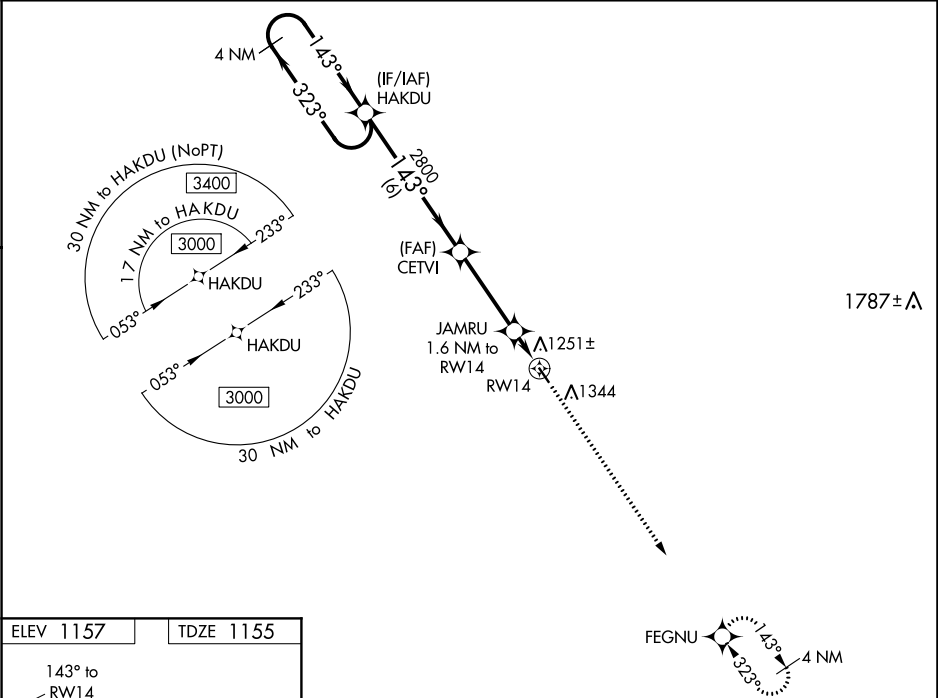 4 NM
143°
323°
(IF/IAF)
HAKDU
2800
143°
(6)
30 NM to HAKDU (NoPT)
3400
17 NM to HAKDU
3000
233°
HAKDU
053°
233°
HAKDU
053°
3000
30 NM to HAKDU
(FAF)
CETVI
1787±
JAMRU
1.6 NM to
RW14
1251±
RW14
1344
FEGNU
143°
323°
4 NM
ELEV 1157
TDZE 1155
143° to
RW14